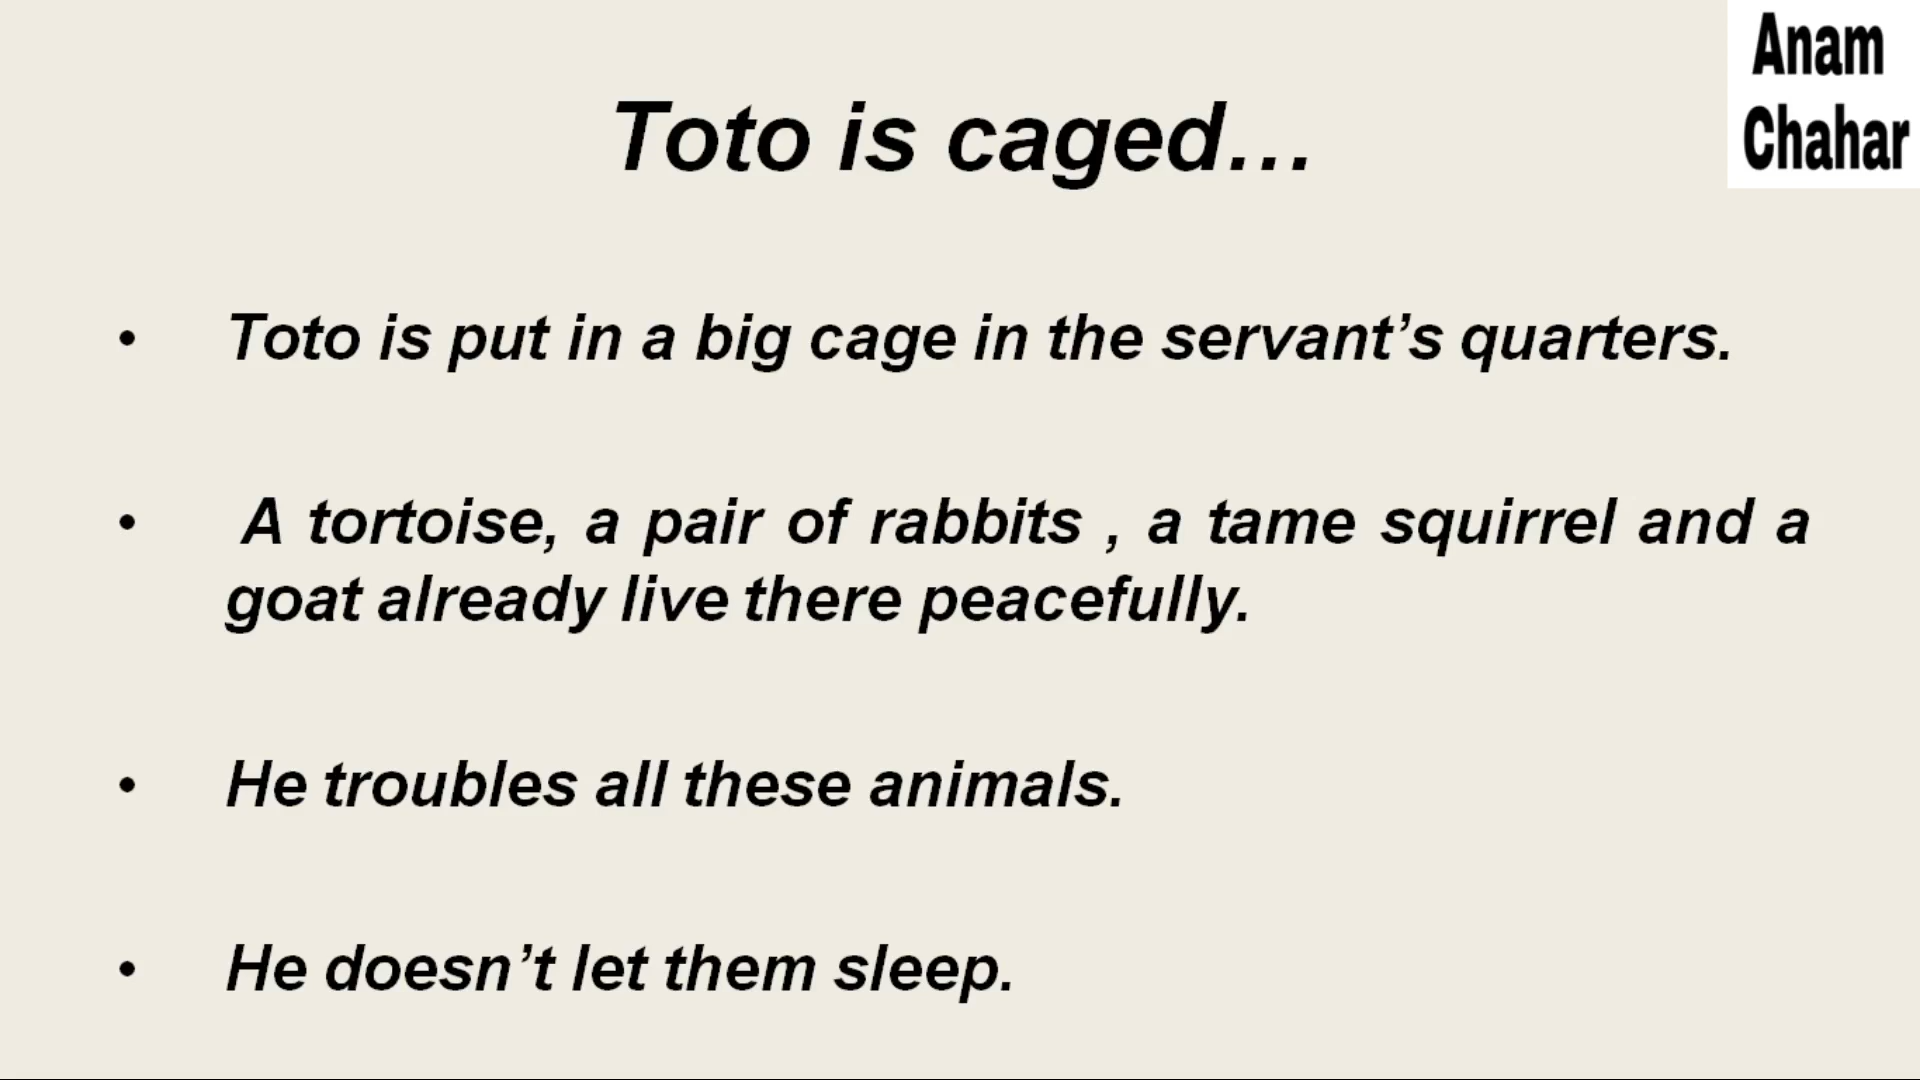 Anam
Chahar
Toto is caged...
• Toto is put in a big cage in the servant’s quarters.
• A tortoise, a pair of rabbits , a tame squirrel and a
goat already live there peacefully.
• He troubles all these animals.
• He doesn’t let them sleep.